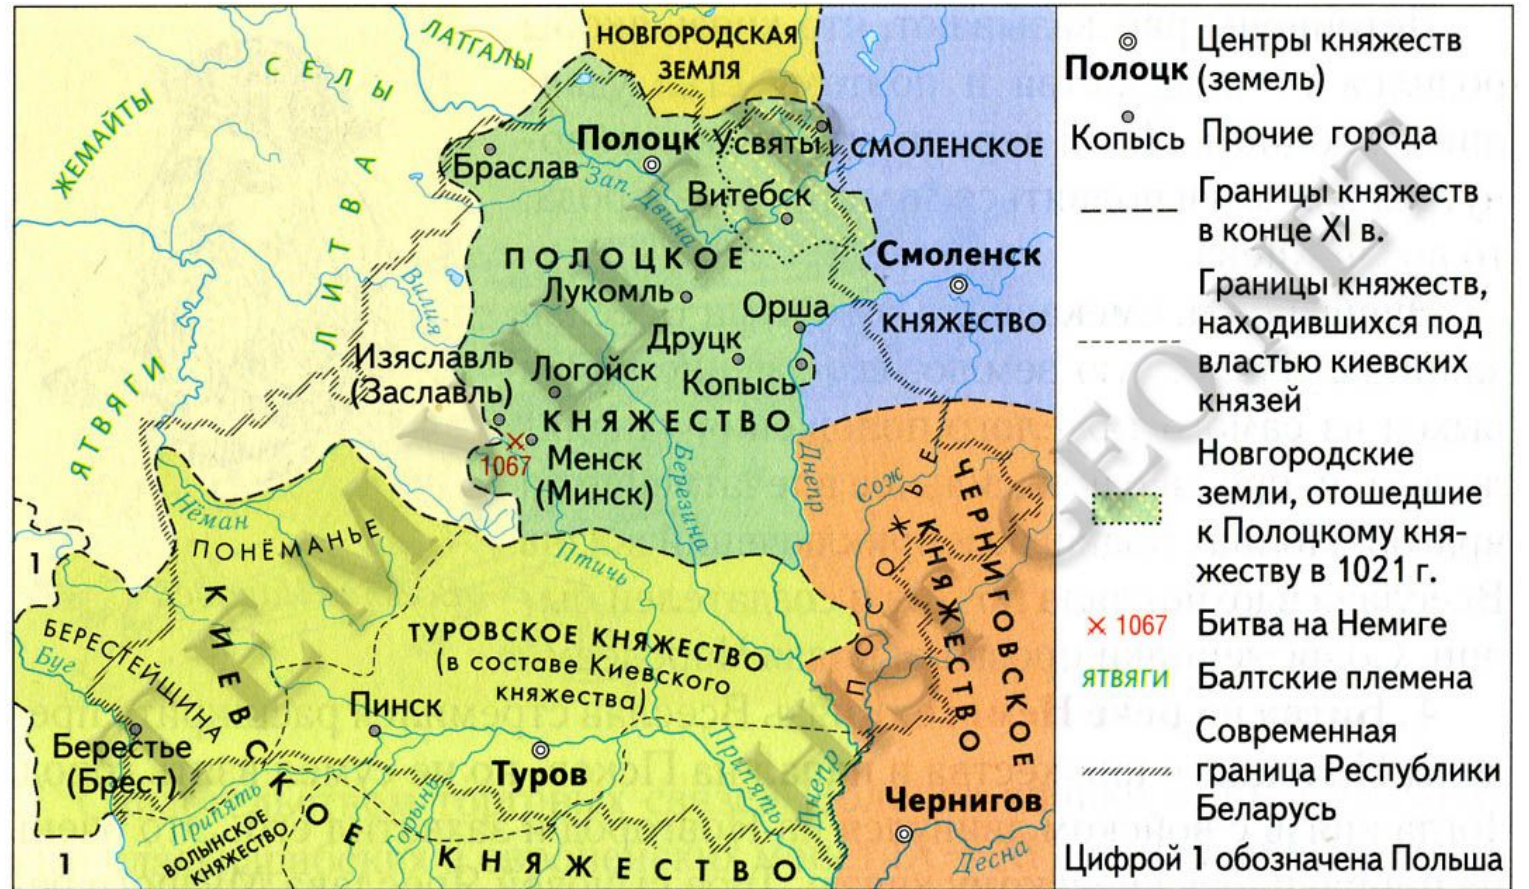 ЛАТГАЛЫ
СЕЛЫ
ЖЕМАЙТЫ
ЛИТВА
ЯТВЯГИ
НОВГОРОДСКАЯ
ЗЕМЛЯ
Полоцк
Усвяты
Браслав
Зап. Двина
Витебск
СМОЛЕНСКОЕ
КНЯЖЕСТВО
Смоленск
ПОЛОЦКОЕ
КНЯЖЕСТВО
Лукомль
Орша
Друцк
Копысь
Вилия
Изяславль
(Заславль)
Логойск
1067
Менск
(Минск)
Березина
Днепр
Сож
ПОСОЖЬЕ
ЧЕРНИГОВСКОЕ
КНЯЖЕСТВО
Нёман
ПОНЁМАНЬЕ
Птичь
1
БЕРЕСТЕЙЩИНА
Буг
КИЕВСКОЕ
КНЯЖЕСТВО
ТУРОВСКОЕ КНЯЖЕСТВО
(в составе Киевского
княжества)
Пинск
Берестье
(Брест)
Туров
Припять
Припять
Горынь
Днепр
ВОЛЫНСКОЕ
КНЯЖЕСТВО
1
Чернигов
Десна
Полоцк
Центры княжеств
(земель)
Копысь
Прочие города
Границы княжеств
в конце XI в.
Границы княжеств,
находившихся под
властью киевских
князей
Новгородские
земли, отошедшие
к Полоцкому кня-
жеству в 1021 г.
1067 Битва на Немиге
ЯТВЯГИ Балтские племена
Современная
граница Республики
Беларусь
Цифрой 1 обозначена Польша
HIST-GEO.NET